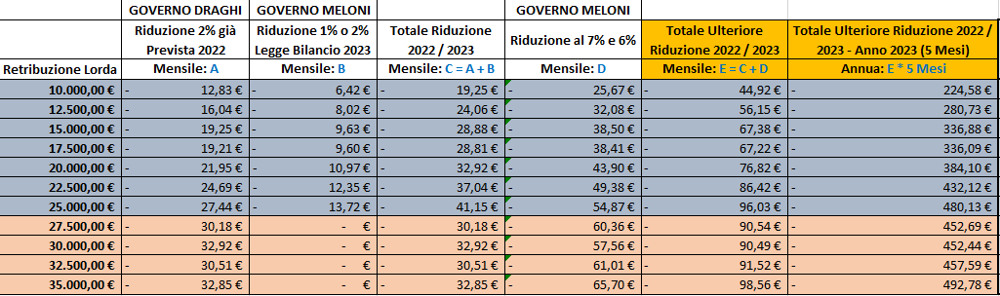 GOVERNO DRAGHI GOVERNO MELONI GOVERNO MELONI
Riduzione 2% già Prevista 2022 Riduzione 1% o 2% Legge Bilancio 2023 Totale Riduzione 2022 / 2023 Riduzione al 7% e 6% Totale Ulteriore Riduzione 2022 / 2023 Totale Ulteriore Riduzione 2022 / 2023 - Anno 2023 (5 Mesi)
Retribuzione Lorda Mensile: A Mensile: B Mensile: C = A + B Mensile: D Mensile: E = C + D Annua: E * 5 Mesi
10.000,00 € - 12,83 € - 6,42 € - 19,25 € - 25,67 € - 44,92 € - 224,58 €
12.500,00 € - 16,04 € - 8,02 € - 24,06 € - 32,08 € - 56,15 € - 280,73 €
15.000,00 € - 19,25 € - 9,63 € - 28,88 € - 38,50 € - 67,38 € - 336,88 €
17.500,00 € - 19,21 € - 9,60 € - 28,81 € - 38,41 € - 67,22 € - 336,09 €
20.000,00 € - 21,95 € - 10,97 € - 32,92 € - 43,90 € - 76,82 € - 384,10 €
22.500,00 € - 24,69 € - 12,35 € - 37,04 € - 49,38 € - 86,42 € - 432,12 €
25.000,00 € - 27,44 € - 13,72 € - 41,15 € - 54,87 € - 96,03 € - 480,13 €
27.500,00 € - 30,18 € - € - 30,18 € - 60,36 € - 90,54 € - 452,69 €
30.000,00 € - 32,92 € - € - 32,92 € - 57,56 € - 90,49 € - 452,44 €
32.500,00 € - 30,51 € - € - 30,51 € - 61,01 € - 91,52 € - 457,59 €
35.000,00 € - 32,85 € - € - 32,85 € - 65,70 € - 98,56 € - 492,78 €